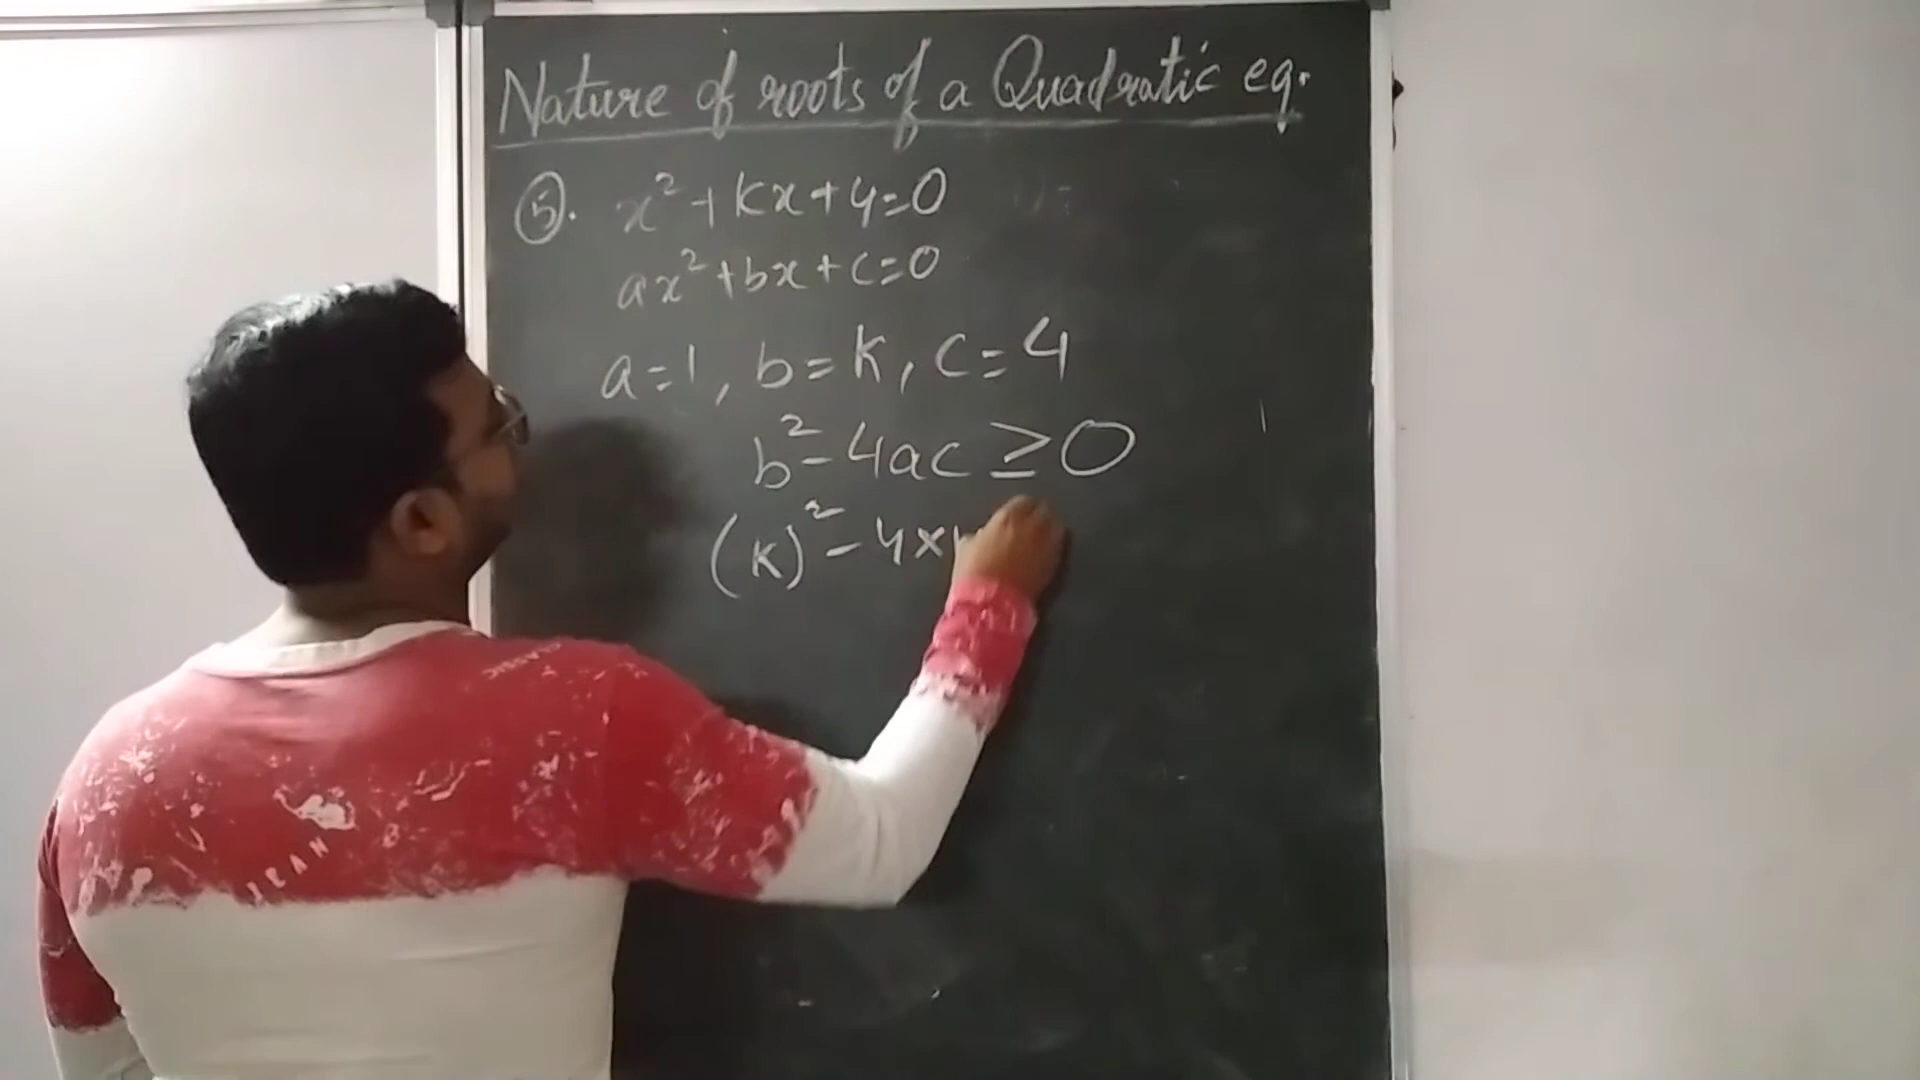 Nature of roots of a Quadratic eq.
⑤. x² + kx + 4 = 0
ax² + bx + c = 0
a = 1, b = k, c = 4
b² - 4ac ≥ 0
(k)² - 4 ×